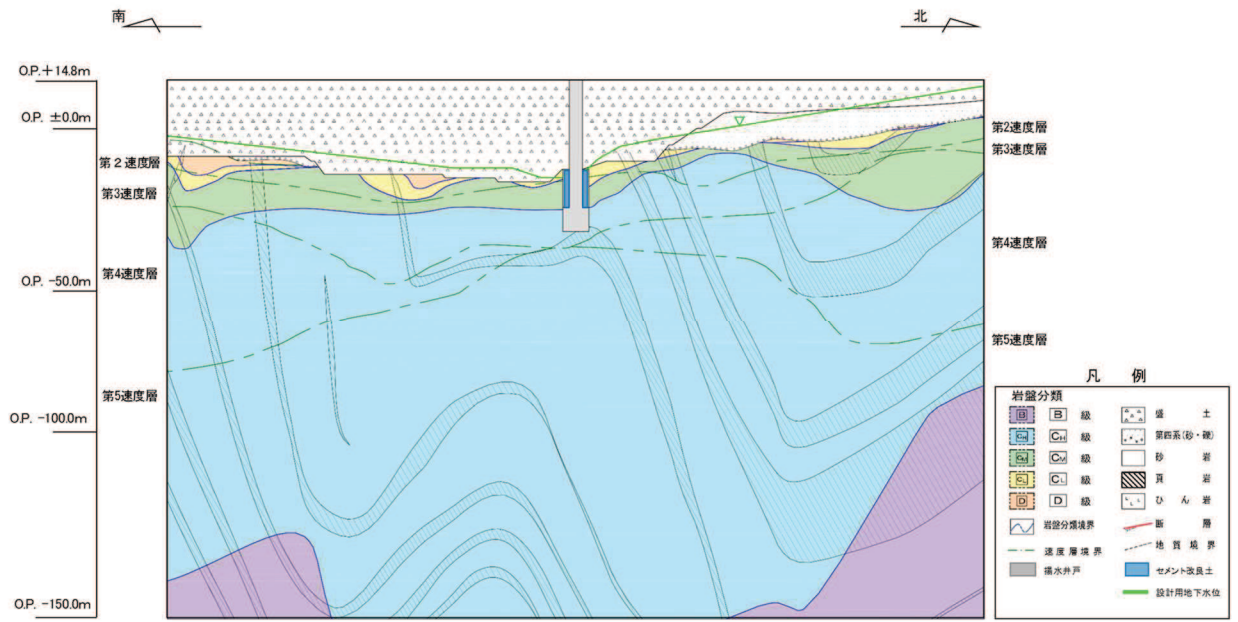 南
北
O.P.+14.8m
O.P. ±0.0m
第2速度層
第3速度層
第2速度層
第3速度層
第4速度層
第4速度層
O.P. -50.0m
第5速度層
第5速度層
O.P. -100.0m
O.P. -150.0m
凡 例
岩盤分類
B B 級 盛 土
CH CH 級 第四系(砂・礫)
CM CM 級 砂 岩
CL CL 級 頁 岩
D D 級 ひ ん 岩
岩盤分類境界 断 層
速度層境界 地質境界
揚水井戸 セメント改良土
設計用地下水位